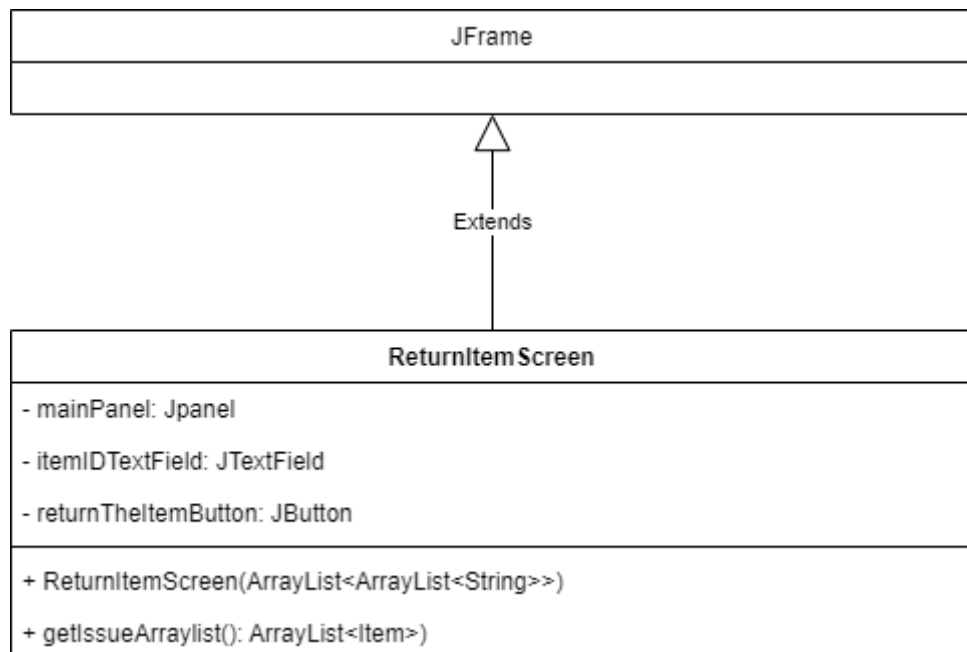 JFrame
Extends
ReturnItemScreen
- mainPanel: Jpanel
- itemIDTextField: JTextField
- returnTheItemButton: JButton
+ ReturnItemScreen(ArrayList<ArrayList<String>>)
+ getIssueArraylist(): ArrayList<Item>)